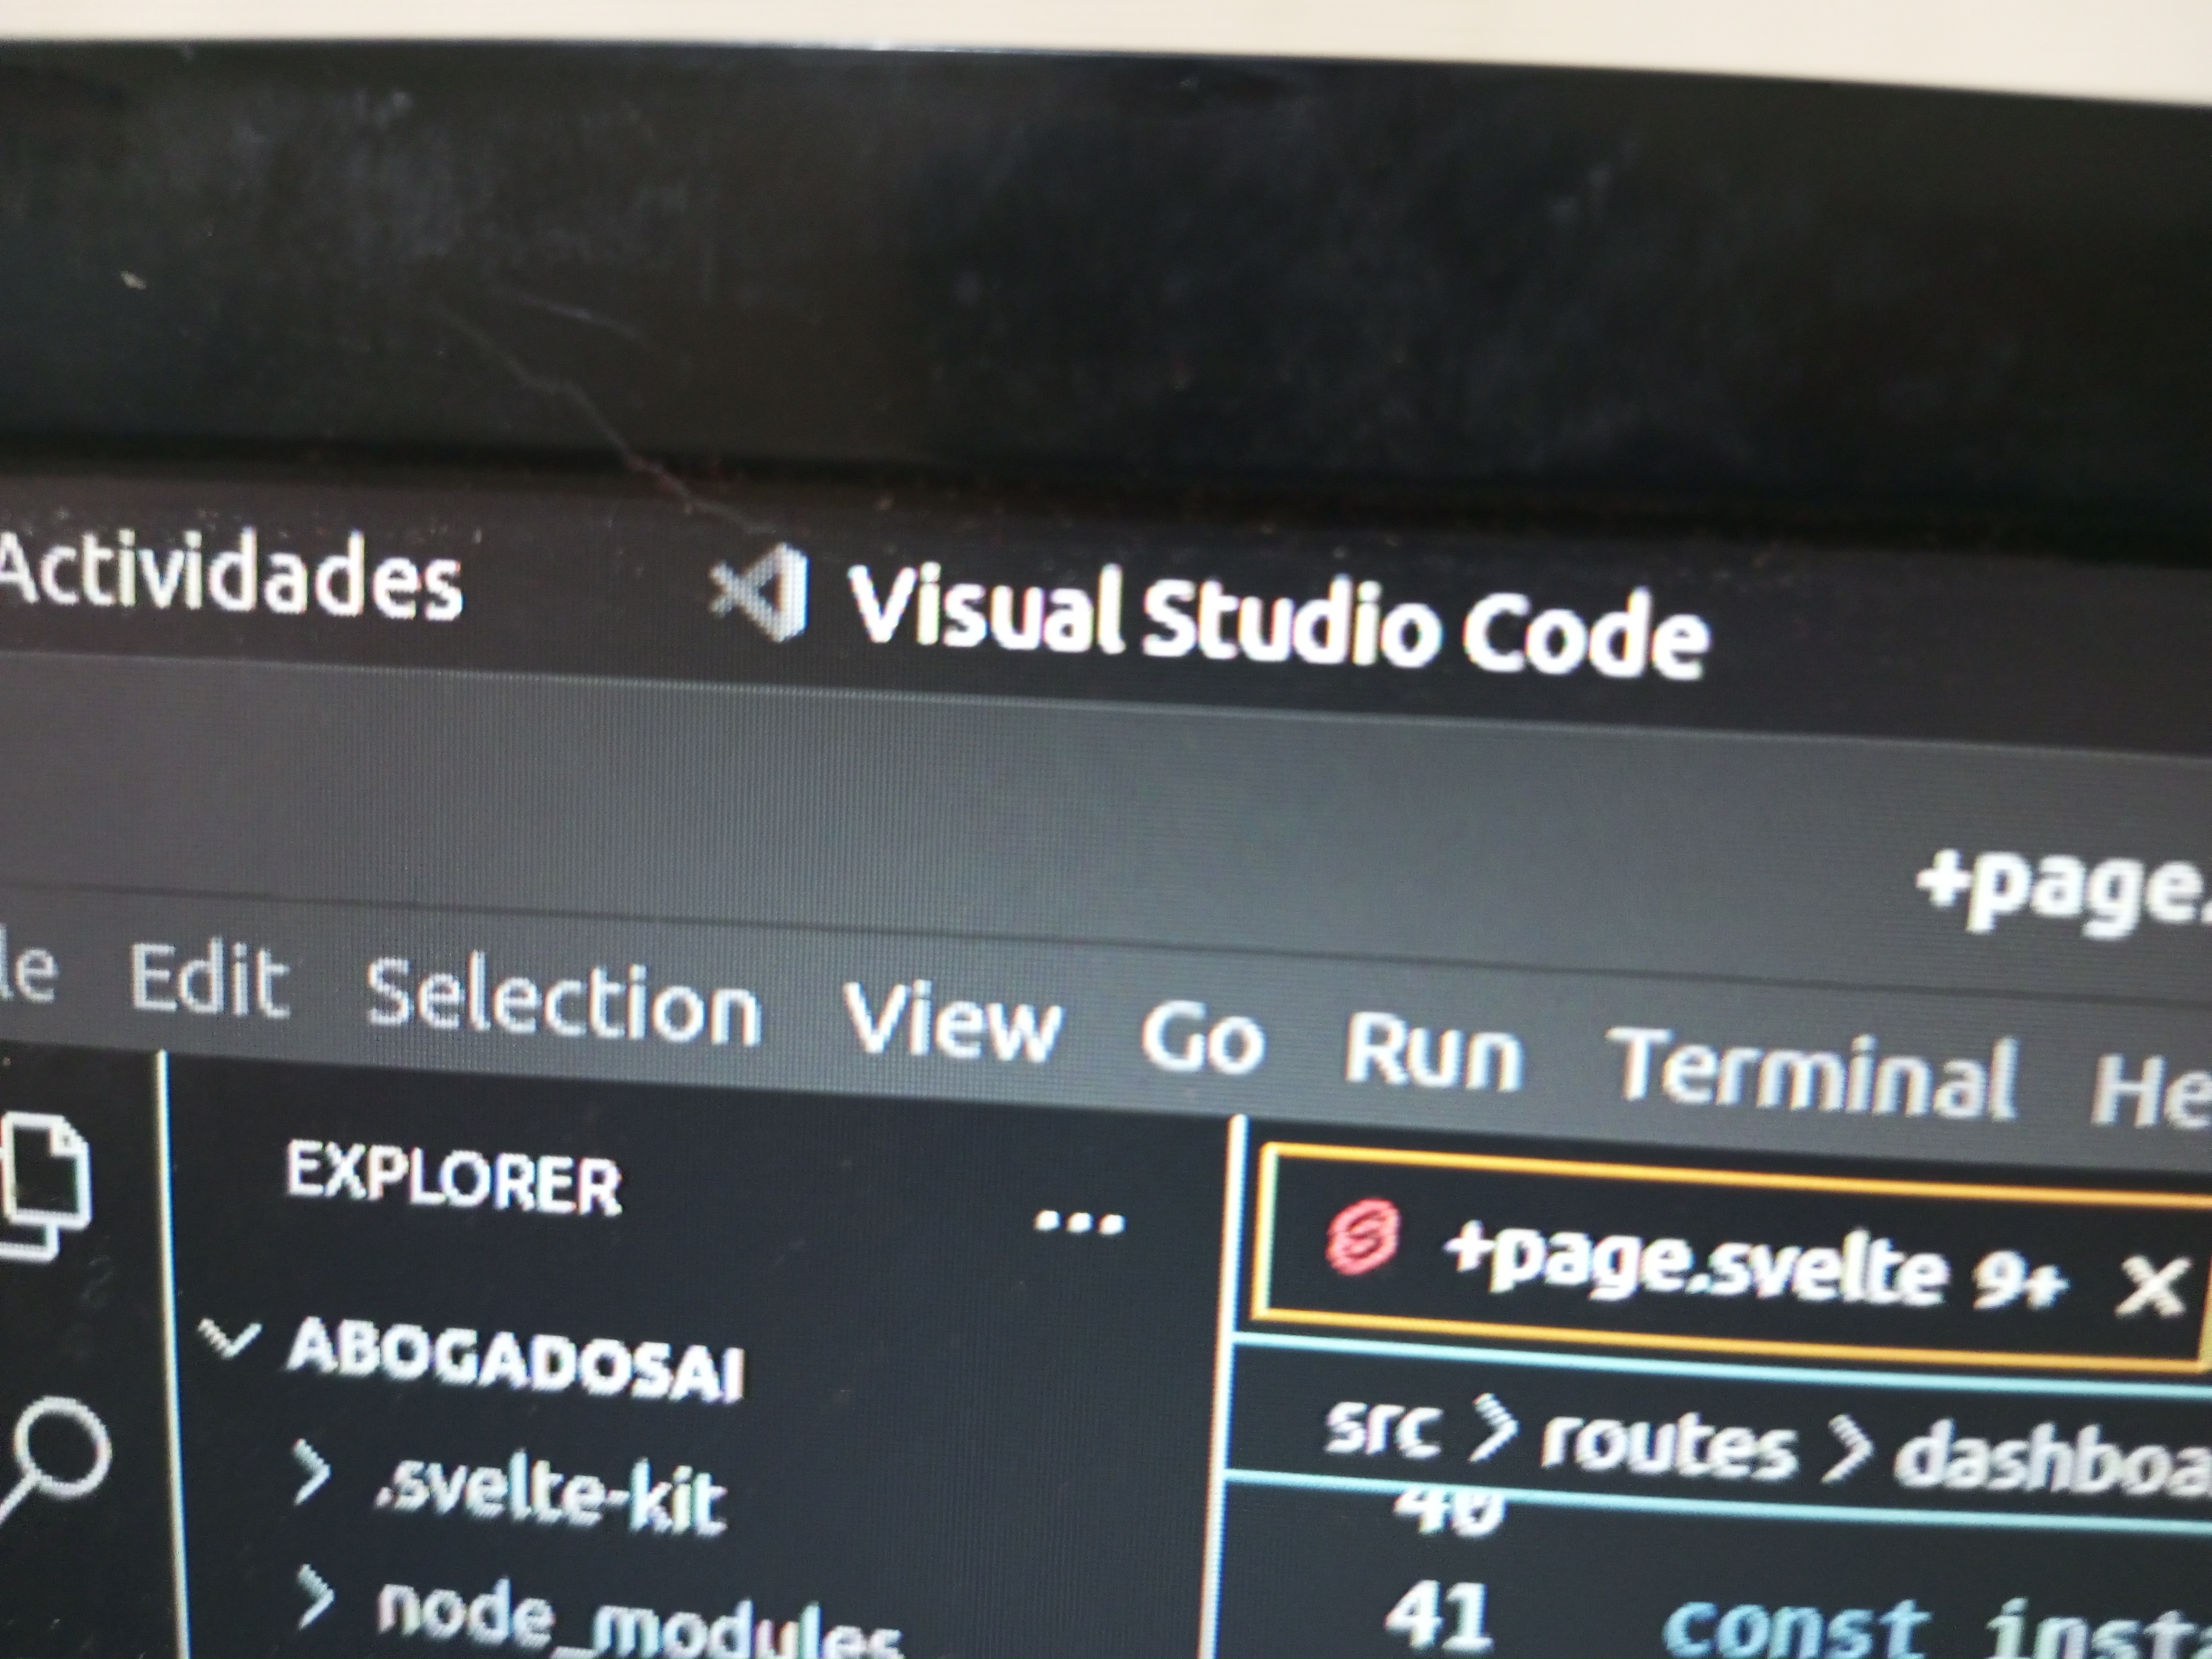 Actividades Visual Studio Code
+page.
le Edit Selection View Go Run Terminal He
EXPLORER ...
+page.svelte 9+
ABOGADOSAI
src > routes > dashboa
.svelte-kit
40
node_modules
41 const insta